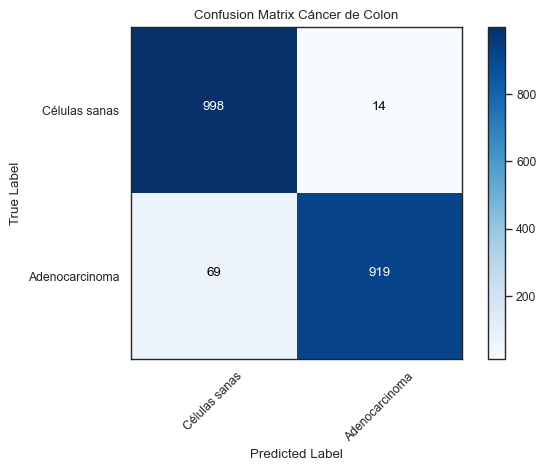 Confusion Matrix Cáncer de Colon
True Label
Células sanas
998
14
Adenocarcinoma
69
919
Células sanas
Adenocarcinoma
Predicted Label
800
600
400
200